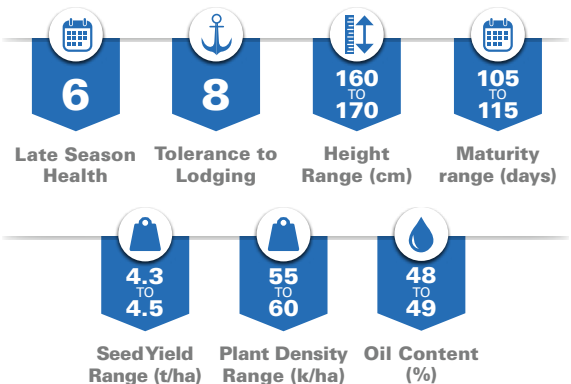 6
Late Season
Health
8
Tolerance to
Lodging
160
TO
170
Height
Range (cm)
105
TO
115
Maturity
range (days)
4.3
TO
4.5
Seed Yield
Range (t/ha)
55
TO
60
Plant Density
Range (k/ha)
48
TO
49
Oil Content
(%)